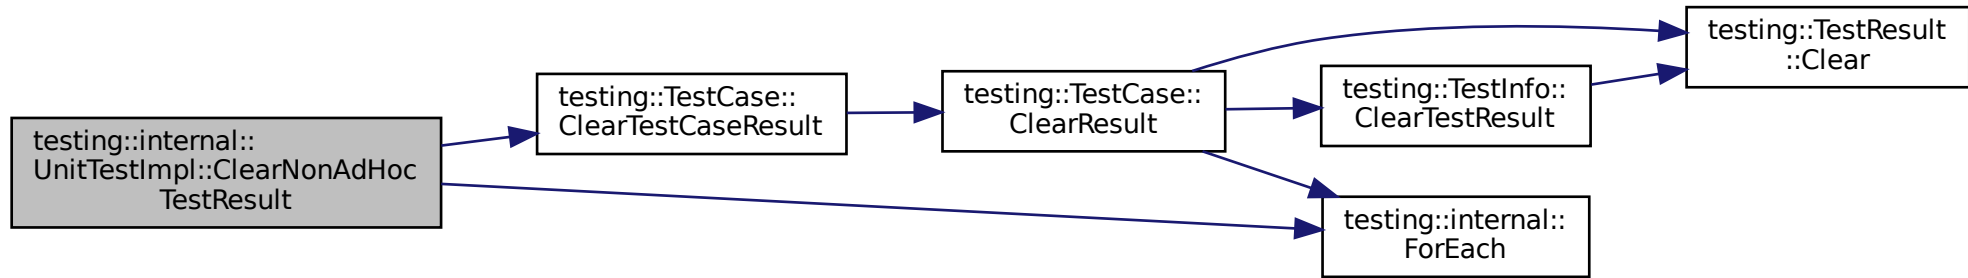 testing::internal::
UnitTestImpl::ClearNonAdHoc
TestResult
testing::TestCase::
ClearTestCaseResult
testing::TestCase::
ClearResult
testing::TestInfo::
ClearTestResult
testing::TestResult
::Clear
testing::internal::
ForEach